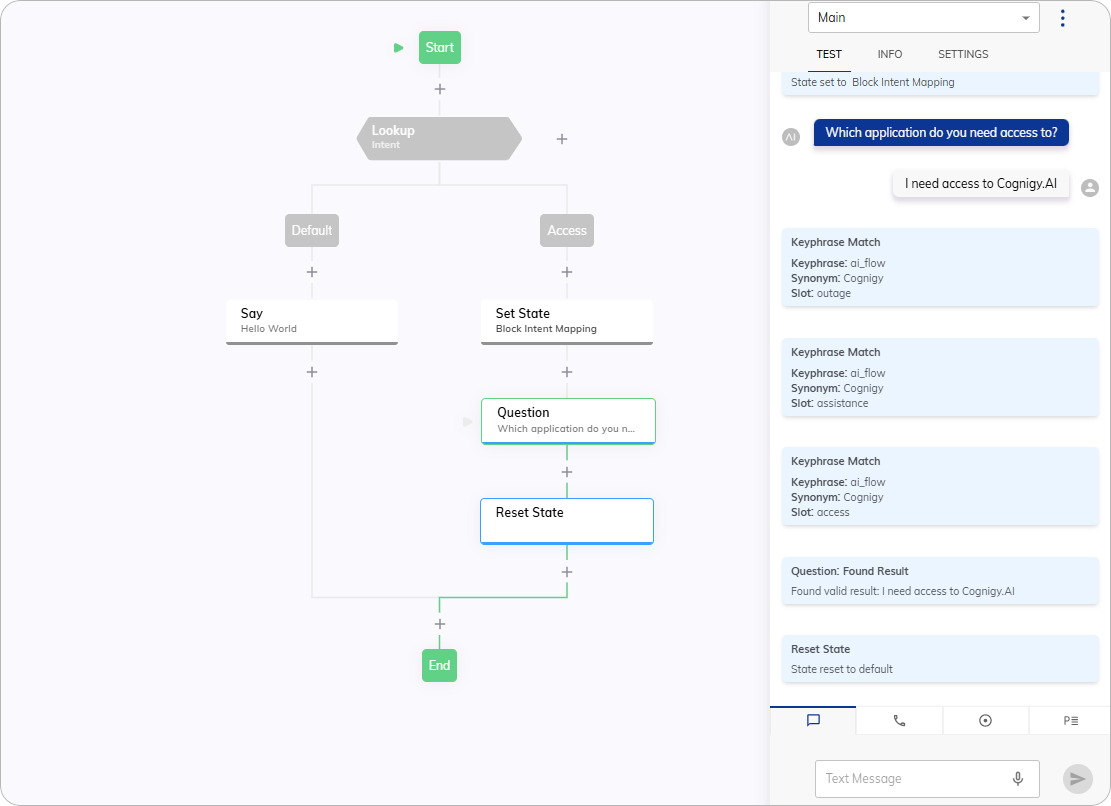 Start
Lookup
Intent
Default
Access
Say
Hello World
Set State
Block Intent Mapping
Question
Which application do you n...
Reset State
End
Main
TEST INFO SETTINGS
State set to Block Intent Mapping
AI
Which application do you need access to?
I need access to Cognigy.AI
Keyphrase Match
Keyphrase: ai_flow
Synonym: Cognigy
Slot: outage
Keyphrase Match
Keyphrase: ai_flow
Synonym: Cognigy
Slot: assistance
Keyphrase Match
Keyphrase: ai_flow
Synonym: Cognigy
Slot: access
Question: Found Result
Found valid result: I need access to Cognigy.AI
Reset State
State reset to default
P
Text Message